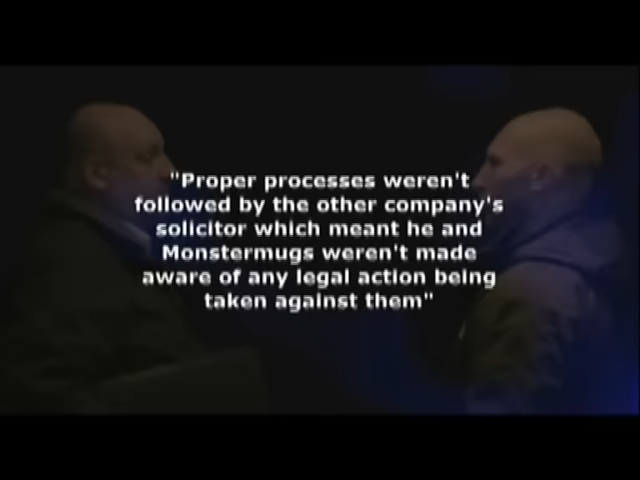 "Proper processes weren't
followed by the other company's
solicitor which meant he and
Monstermugs weren't made
aware of any legal action being
taken against them"